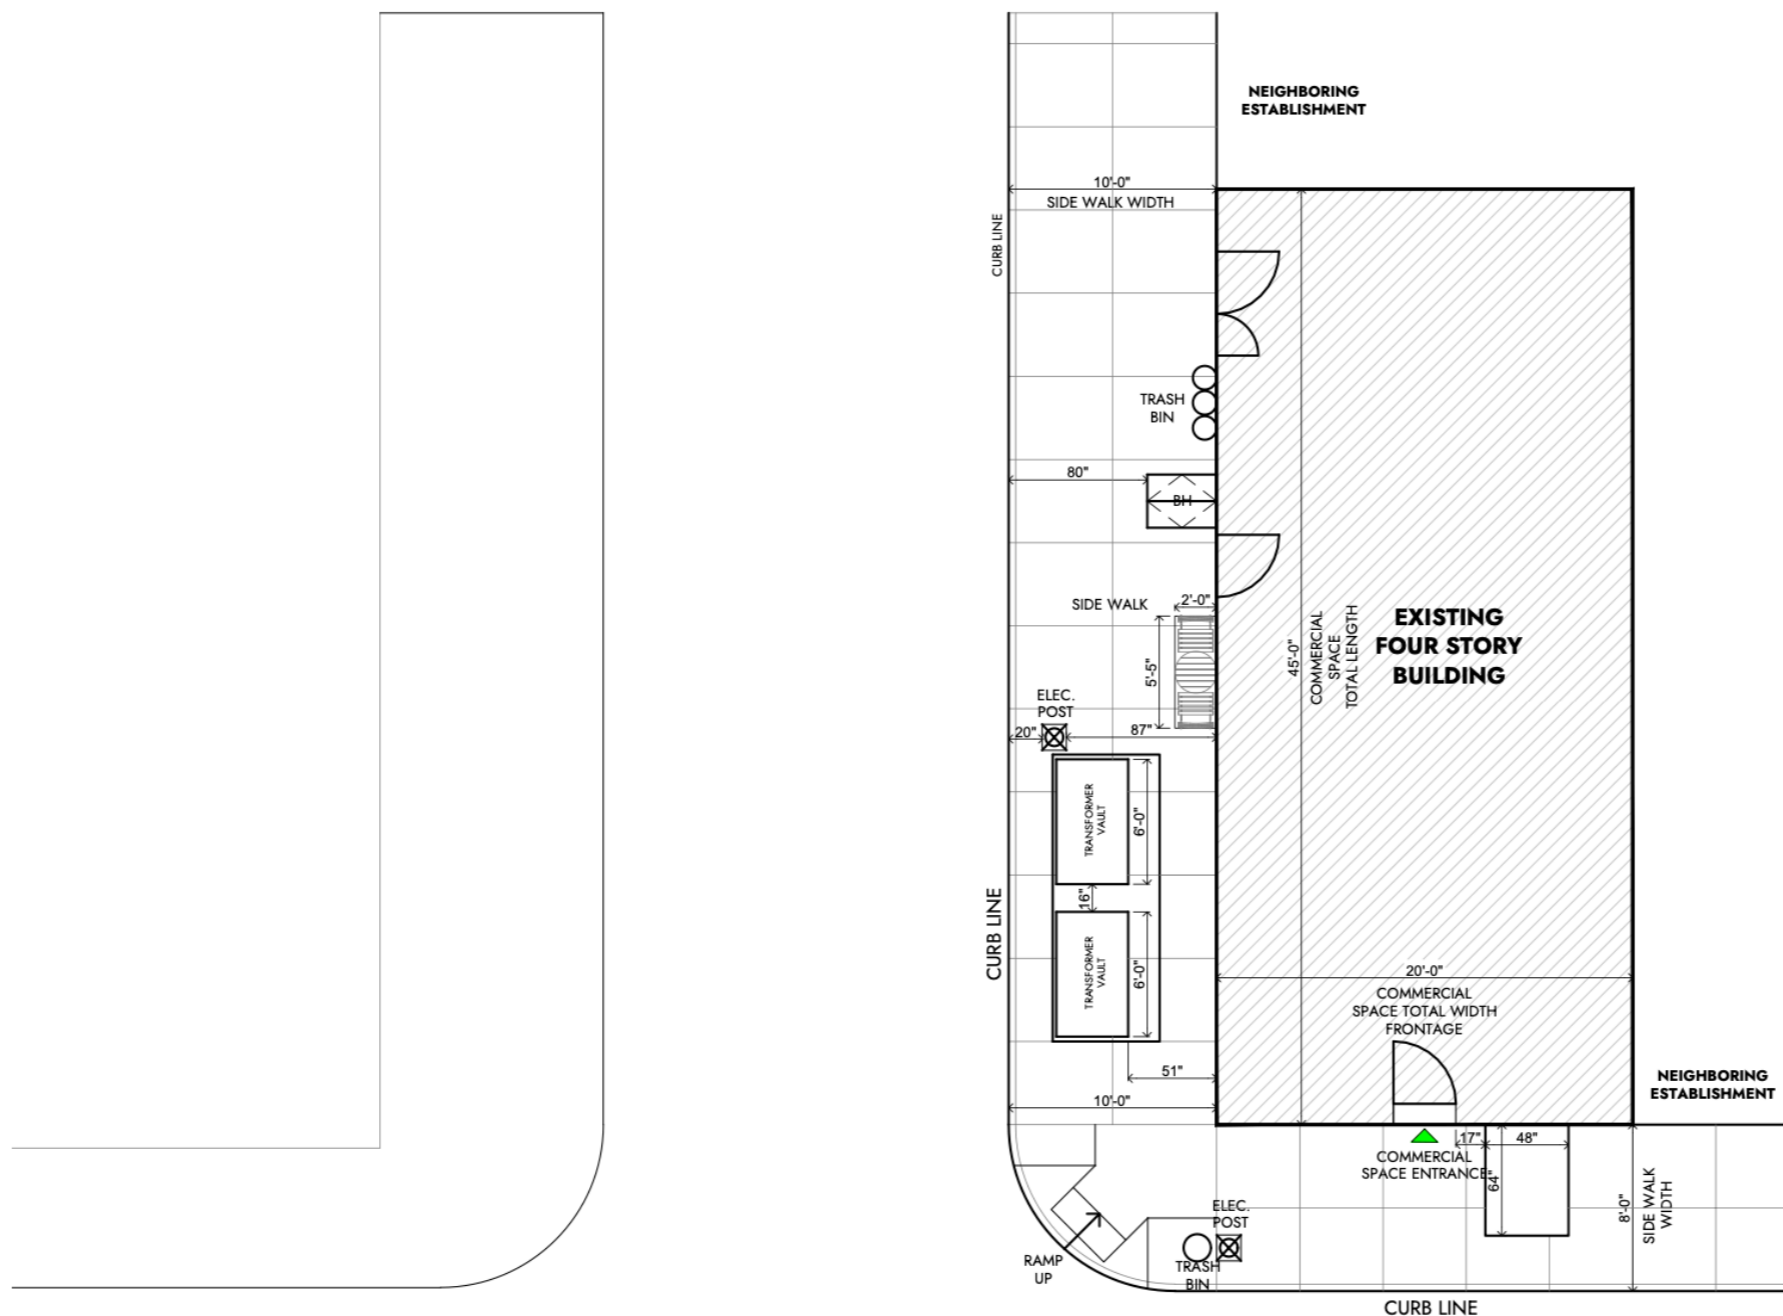 NEIGHBORING
ESTABLISHMENT
10'-0"
SIDE WALK WIDTH
CURB LINE
TRASH
BIN
80"
BH
SIDE WALK
2'-0"
5'-5"
45'-0"
COMMERCIAL
SPACE
TOTAL LENGTH
EXISTING
FOUR STORY
BUILDING
ELEC.
POST
20"
87"
TRANSFORMER
VAULT
6'-0"
16"
CURB LINE
TRANSFORMER
VAULT
6'-0"
20'-0"
COMMERCIAL
SPACE TOTAL WIDTH
FRONTAGE
51"
10'-0"
NEIGHBORING
ESTABLISHMENT
17"
48"
COMMERCIAL
SPACE ENTRANCE
64"
8'-0"
SIDE WALK
WIDTH
ELEC.
POST
RAMP
UP
TRASH
BIN
CURB LINE